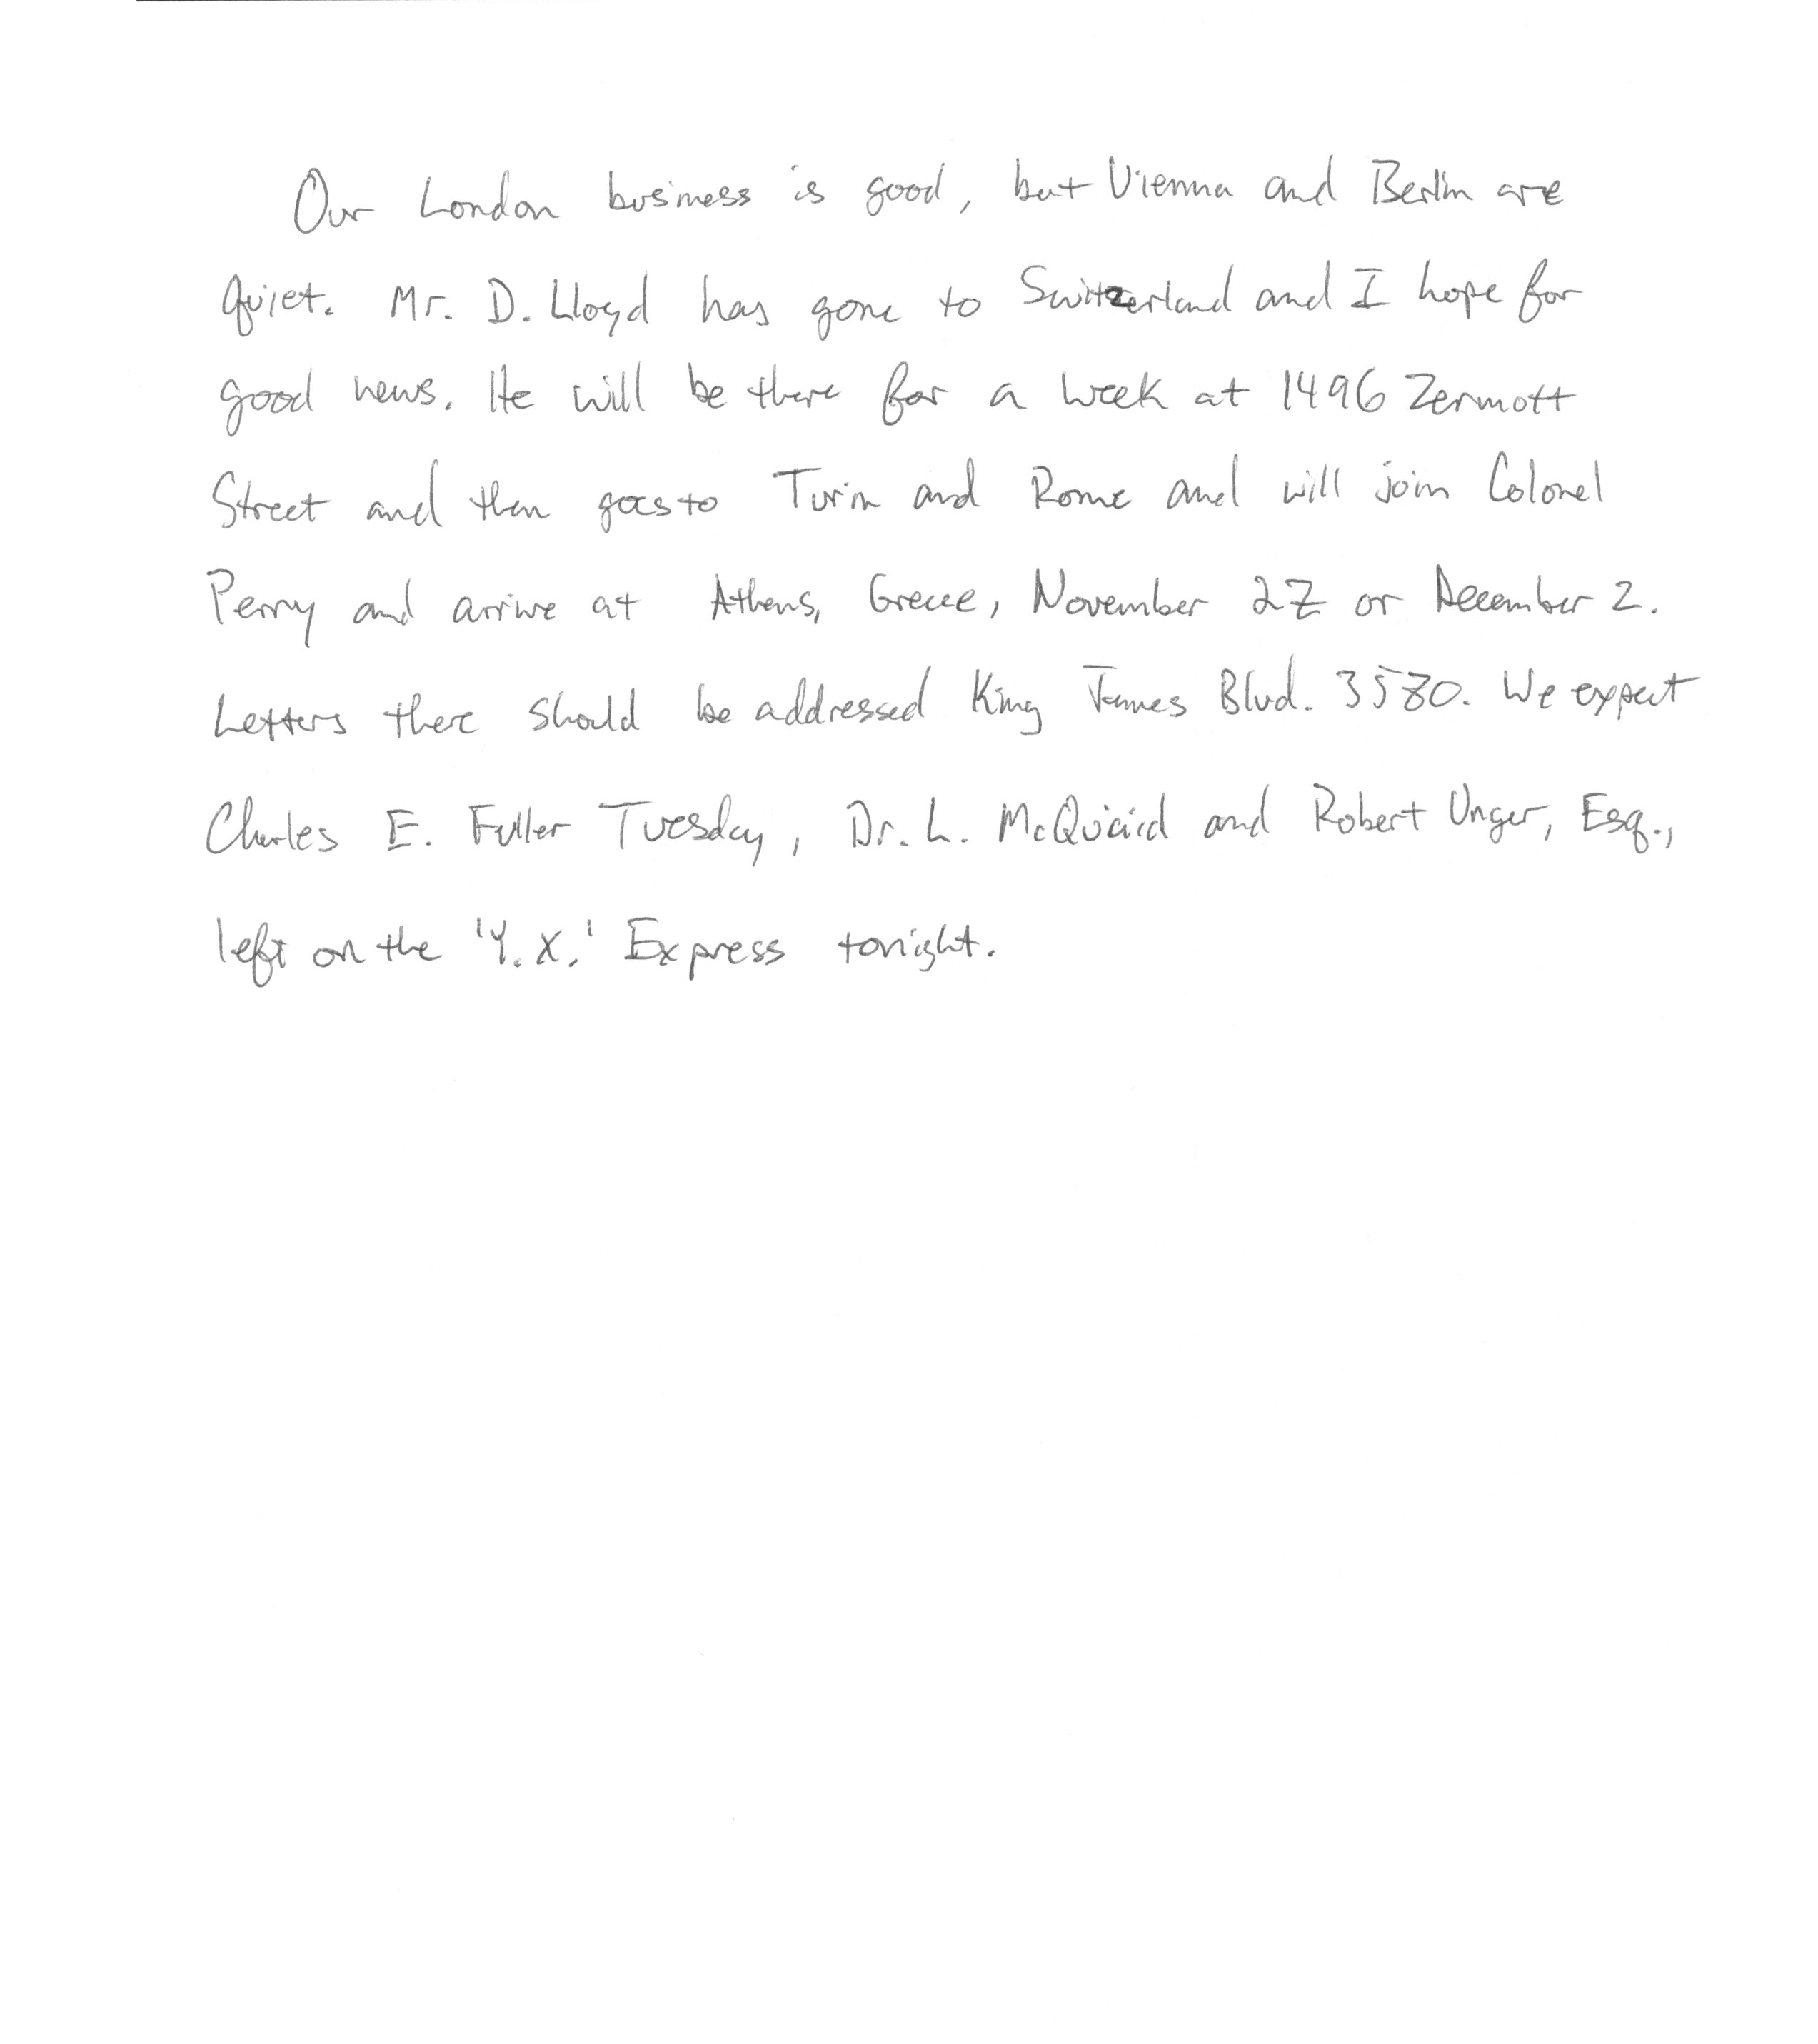 Our London business is good, but Vienna and Berlin are
quiet. Mr. D. Lloyd has gone to Switzerland and I hope for
good news. He will be there for a week at 1496 Zermott
Street and then goes to Turin and Rome and will join Colonel
Perry and arrive at Athens, Greece, November 27 or December 2.
Letters there should be addressed King James Blvd. 3580. We expect
Charles E. Fuller Tuesday, Dr. L. McQuaid and Robert Unger, Esq.,
left on the 'Y.X.' Express tonight.